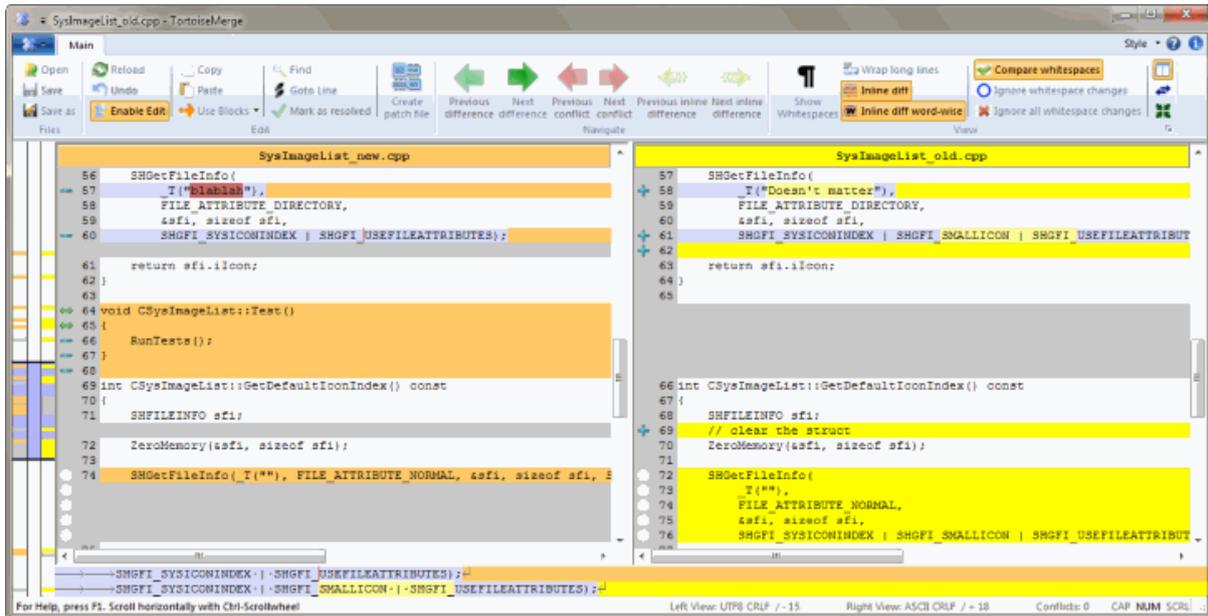 SysImageList_old.cpp - TortoiseMerge
Main
Style
Open
Save
Save as
Files
Reload
Undo
Enable Edit
Copy
Paste
Use Blocks
Find
Goto Line
Mark as resolved
Edit
Create patch file
Previous difference
Next difference
Previous conflict
Next conflict
Previous inline difference
Next inline difference
Navigate
Show Whitespaces
Wrap long lines
Inline diff
Inline diff word-wise
Compare whitespaces
Ignore whitespace changes
Ignore all whitespace changes
View
SysImageList_new.cpp
56 SHGetFileInfo(
57 _T("blablah"),
58 FILE_ATTRIBUTE_DIRECTORY,
59 &sfi, sizeof sfi,
60 SHGFI_SYSICONINDEX | SHGFI_USEFILEATTRIBUTES);
61 return sfi.iIcon;
62 }
63
64 void CSysImageList::Test()
65 {
66 RunTests();
67 }
68
69 int CSysImageList::GetDefaultIconIndex() const
70 {
71 SHFILEINFO sfi;
72 ZeroMemory(&sfi, sizeof sfi);
73
74 SHGetFileInfo(_T(""), FILE_ATTRIBUTE_NORMAL, &sfi, sizeof sfi, S
SysImageList_old.cpp
57 SHGetFileInfo(
58 _T("Doesn't matter"),
59 FILE_ATTRIBUTE_DIRECTORY,
60 &sfi, sizeof sfi,
61 SHGFI_SYSICONINDEX | SHGFI_SMALLICON | SHGFI_USEFILEATTRIBUT
62
63 return sfi.iIcon;
64 }
65
66 int CSysImageList::GetDefaultIconIndex() const
67 {
68 SHFILEINFO sfi;
69 // clear the struct
70 ZeroMemory(&sfi, sizeof sfi);
71
72 SHGetFileInfo(
73 _T(""),
74 FILE_ATTRIBUTE_NORMAL,
75 &sfi, sizeof sfi,
76 SHGFI_SYSICONINDEX | SHGFI_SMALLICON | SHGFI_USEFILEATTRIBUT
→→SHGFI_SYSICONINDEX·|·SHGFI_USEFILEATTRIBUTES);↵
→→SHGFI_SYSICONINDEX·|·SHGFI_SMALLICON·|·SHGFI_USEFILEATTRIBUTES);↵
For Help, press F1. Scroll horizontally with Ctrl-Scrollwheel
Left View: UTF8 CRLF / - 15
Right View: ASCII CRLF / + 18
Conflicts: 0
CAP NUM SCRL